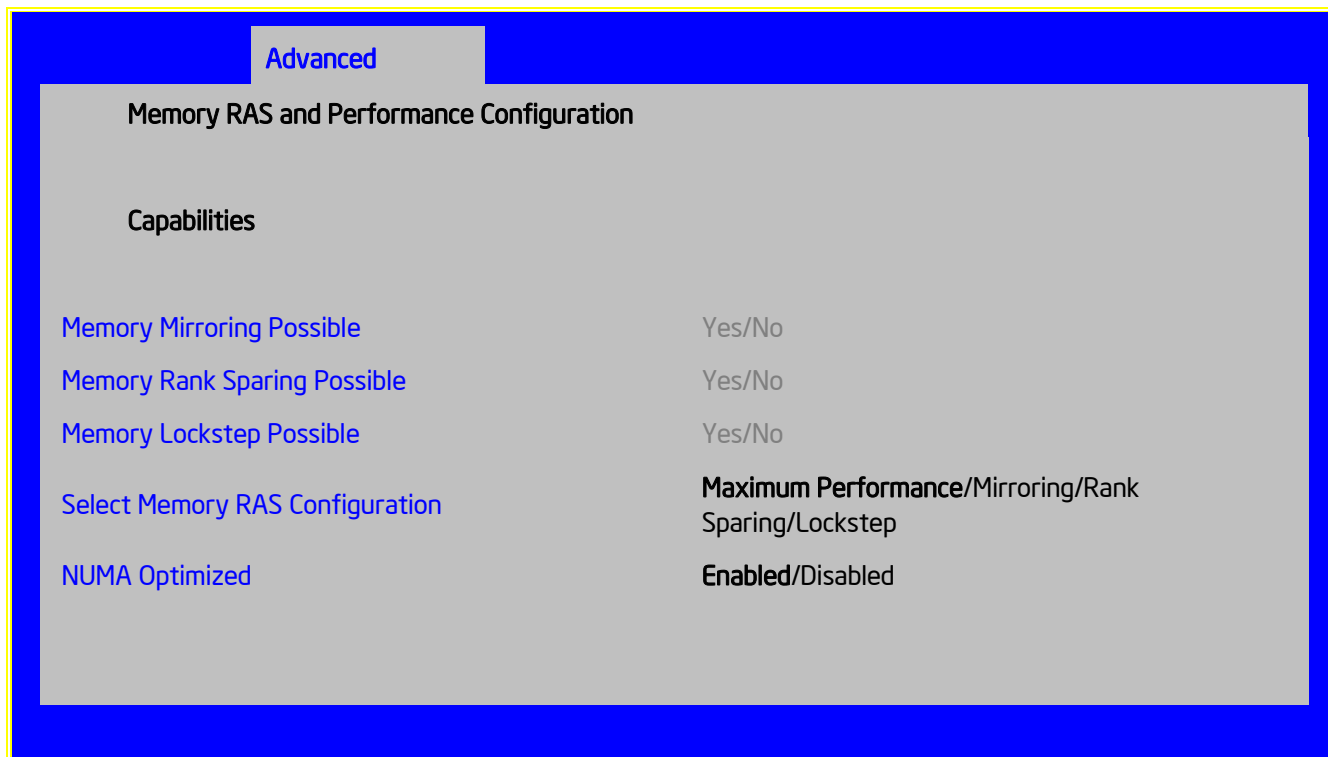 Advanced
Memory RAS and Performance Configuration
Capabilities
Memory Mirroring Possible Yes/No
Memory Rank Sparing Possible Yes/No
Memory Lockstep Possible Yes/No
Select Memory RAS Configuration Maximum Performance/Mirroring/Rank
Sparing/Lockstep
NUMA Optimized Enabled/Disabled